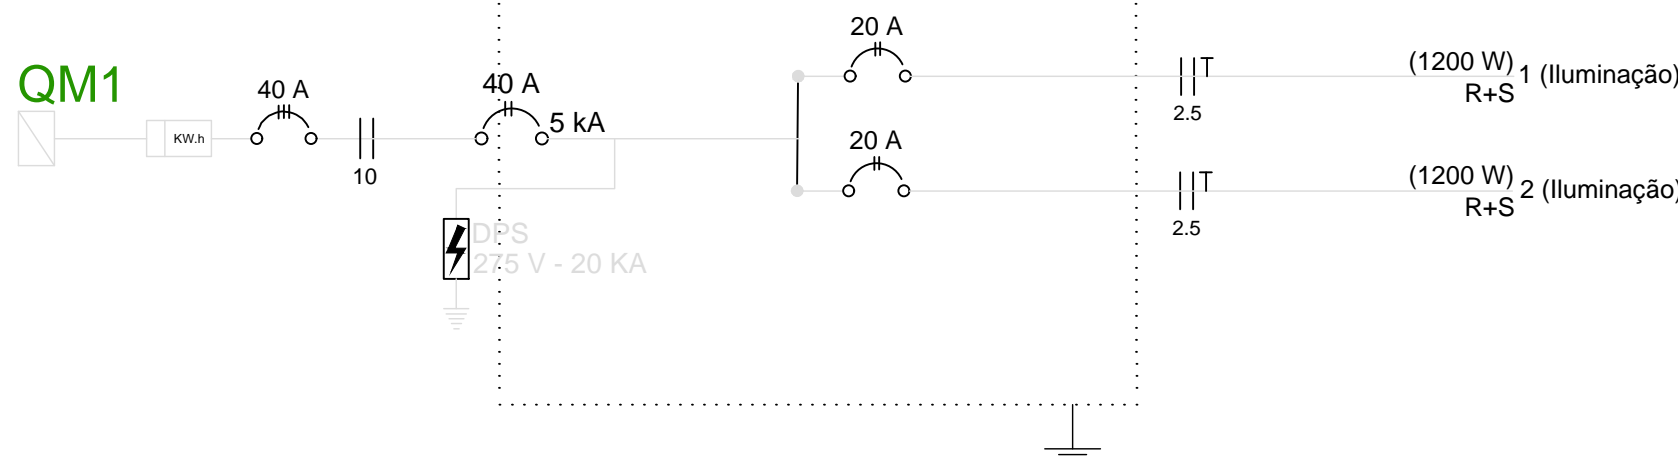 QM1
KW.h
40 A
10
40 A
5 kA
DPS
275 V - 20 KA
20 A
T
2.5
(1200 W)
R+S
1 (Iluminação)
20 A
T
2.5
(1200 W)
R+S
2 (Iluminação)